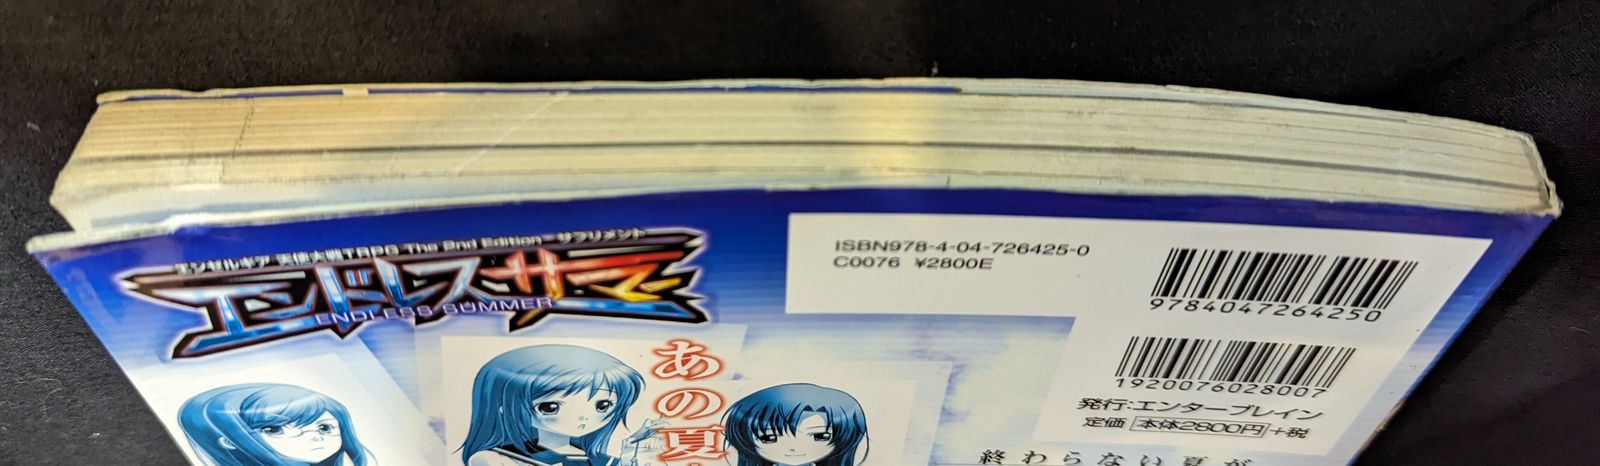 エンゼルギア 天使大戦TRPG The 2nd Edition サプリメント
エンドレスサマー
ENDLESS SUMMER
ISBN978-4-04-726425-0
C0076 ¥2800E
9784047264250
1920076028007
発行:エンターブレイン
定価 本体2800円+税
あの夏
終わらない夏が